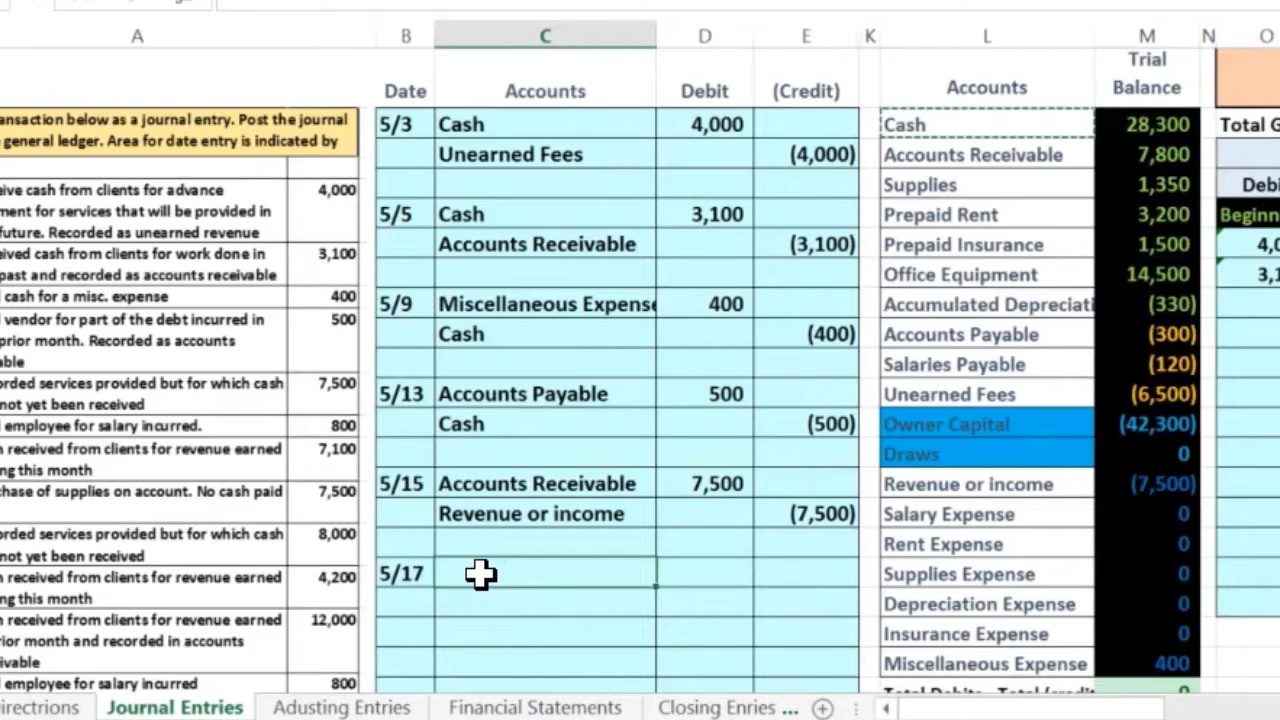 A B C D E K L M N O
Trial
Date Accounts Debit (Credit) Accounts Balance
ansaction below as a journal entry. Post the journal
general ledger. Area for date entry is indicated by
eive cash from clients for advance 4,000
ment for services that will be provided in
future. Recorded as unearned revenue
eived cash from clients for work done in 3,100
past and recorded as accounts receivable
cash for a misc. expense 400
vendor for part of the debt incurred in 500
prior month. Recorded as accounts
able
orded services provided but for which cash 7,500
not yet been received
employee for salary incurred. 800
n received from clients for revenue earned 7,100
ing this month
chase of supplies on account. No cash paid 7,500
orded services provided but for which cash 8,000
not yet been received
n received from clients for revenue earned 4,200
ing this month
n received from clients for revenue earned 12,000
rior month and recorded in accounts
ivable
employee for salary incurred 800
5/3 Cash 4,000
Unearned Fees (4,000)
5/5 Cash 3,100
Accounts Receivable (3,100)
5/9 Miscellaneous Expense 400
Cash (400)
5/13 Accounts Payable 500
Cash (500)
5/15 Accounts Receivable 7,500
Revenue or income (7,500)
5/17
Cash 28,300
Accounts Receivable 7,800
Supplies 1,350
Prepaid Rent 3,200
Prepaid Insurance 1,500
Office Equipment 14,500
Accumulated Depreciati (330)
Accounts Payable (300)
Salaries Payable (120)
Unearned Fees (6,500)
Owner Capital (42,300)
Draws 0
Revenue or income (7,500)
Salary Expense 0
Rent Expense 0
Supplies Expense 0
Depreciation Expense 0
Insurance Expense 0
Miscellaneous Expense 400
Total G
Debi
Beginn
4,0
3,1
irections Journal Entries Adusting Entries Financial Statements Closing Enries ...